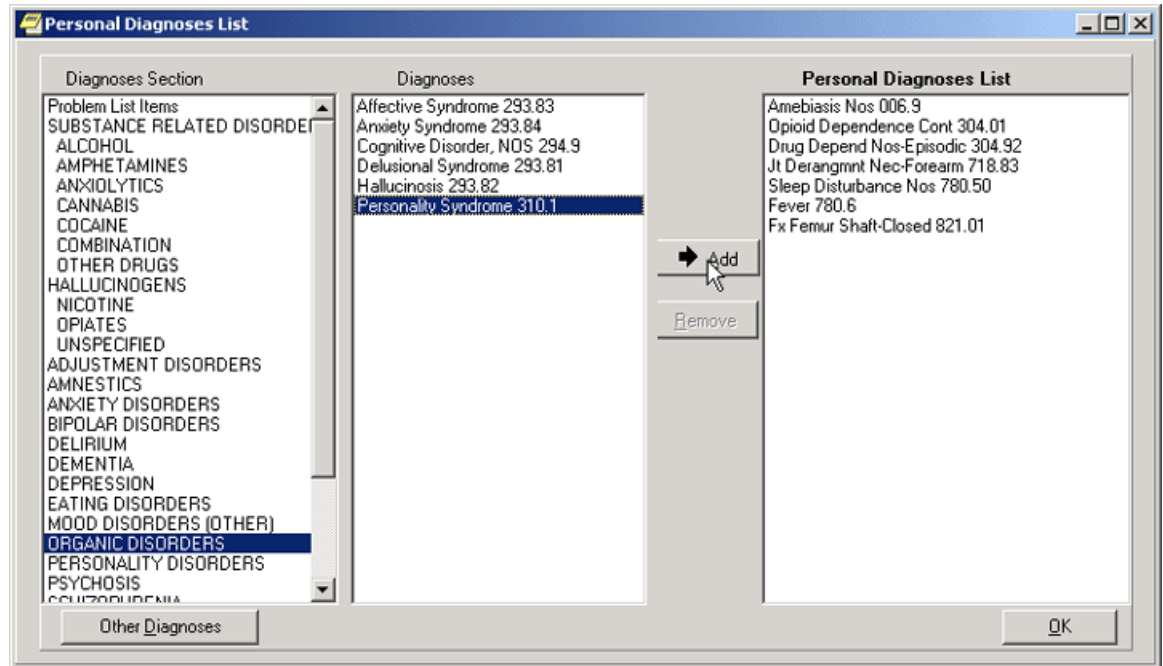 Personal Diagnoses List
Diagnoses Section
Problem List Items
SUBSTANCE RELATED DISORDE
ALCOHOL
AMPHETAMINES
ANXIOLYTICS
CANNABIS
COCAINE
COMBINATION
OTHER DRUGS
HALLUCINOGENS
NICOTINE
OPIATES
UNSPECIFIED
ADJUSTMENT DISORDERS
AMNESTICS
ANXIETY DISORDERS
BIPOLAR DISORDERS
DELIRIUM
DEMENTIA
DEPRESSION
EATING DISORDERS
MOOD DISORDERS (OTHER)
ORGANIC DISORDERS
PERSONALITY DISORDERS
PSYCHOSIS
Other Diagnoses
Diagnoses
Affective Syndrome 293.83
Anxiety Syndrome 293.84
Cognitive Disorder, NOS 294.9
Delusional Syndrome 293.81
Hallucinosis 293.82
Personality Syndrome 310.1
Add
Remove
Personal Diagnoses List
Amebiasis Nos 006.9
Opioid Dependence Cont 304.01
Drug Depend Nos-Episodic 304.92
Jt Derangmnt Nec-Forearm 718.83
Sleep Disturbance Nos 780.50
Fever 780.6
Fx Femur Shaft-Closed 821.01
OK